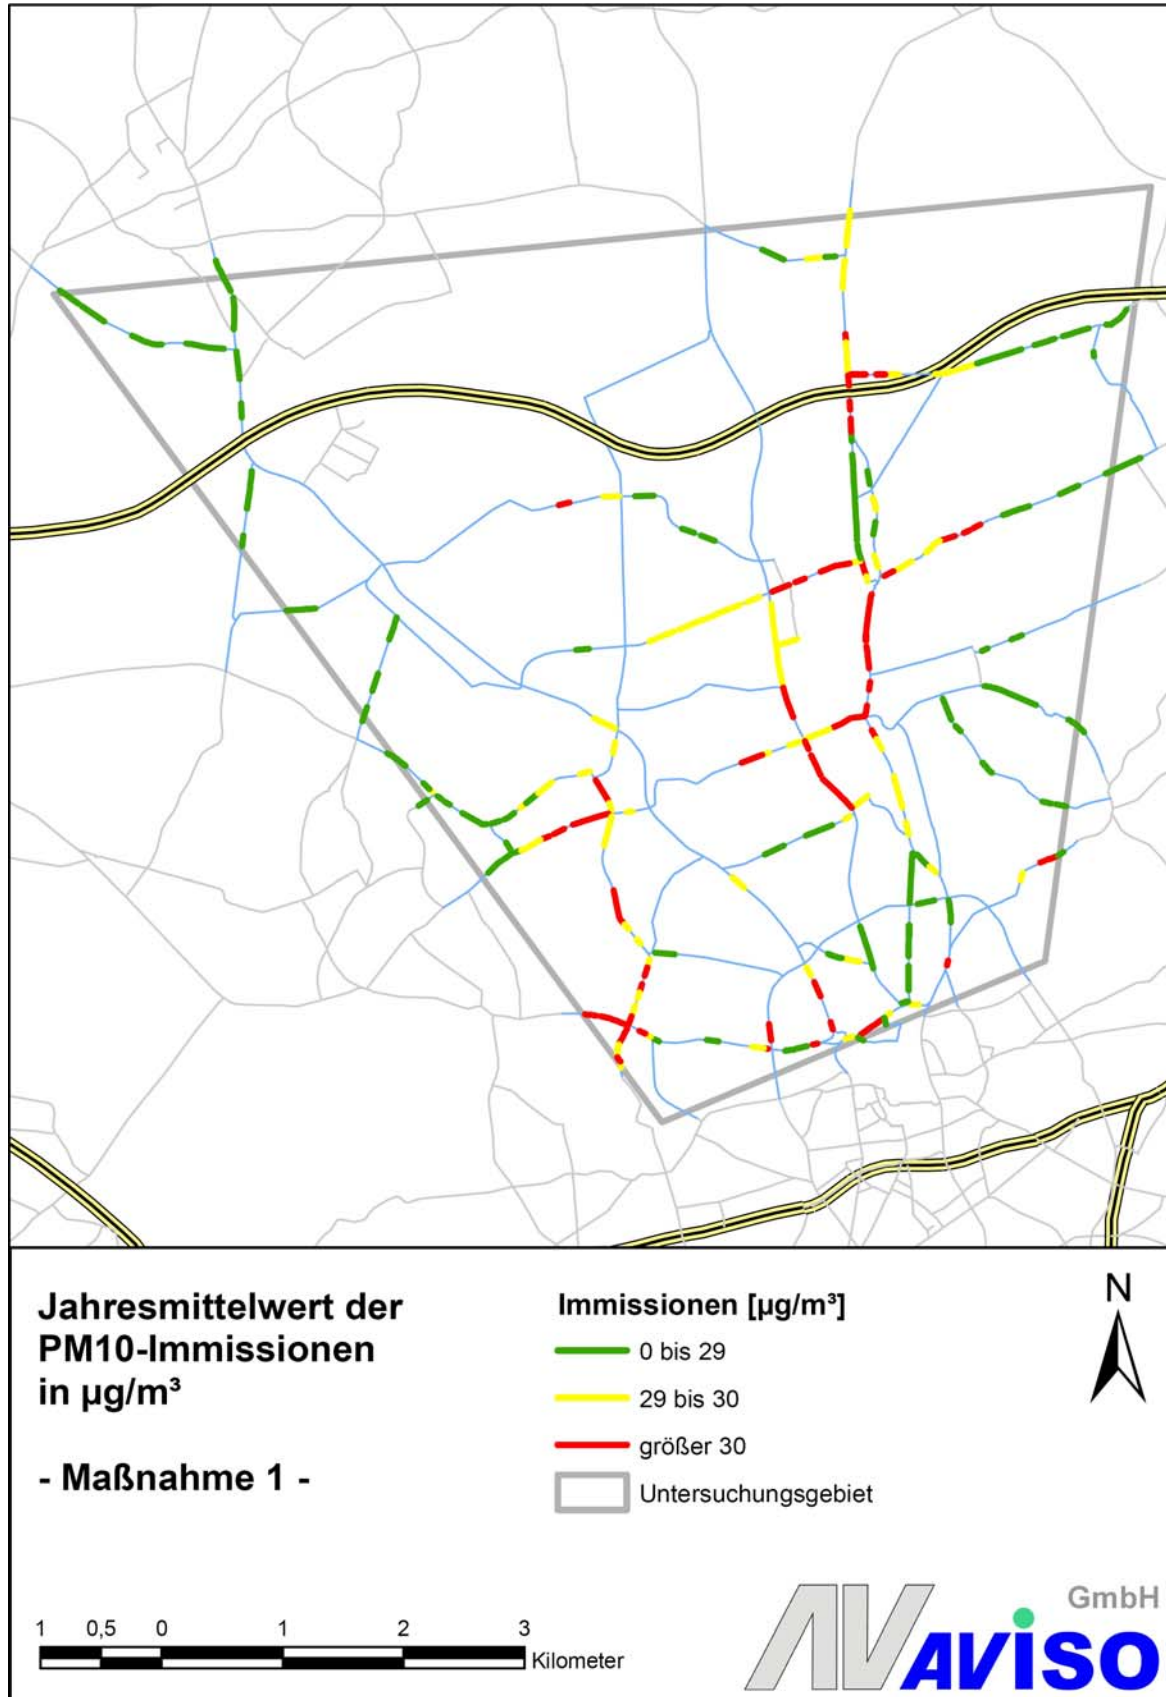 Jahresmittelwert der
PM10-Immissionen
in µg/m³
- Maßnahme 1 -
Immissionen [µg/m³]
0 bis 29
29 bis 30
größer 30
Untersuchungsgebiet
N
1 0,5 0 1 2 3
Kilometer
GmbH
AVISO